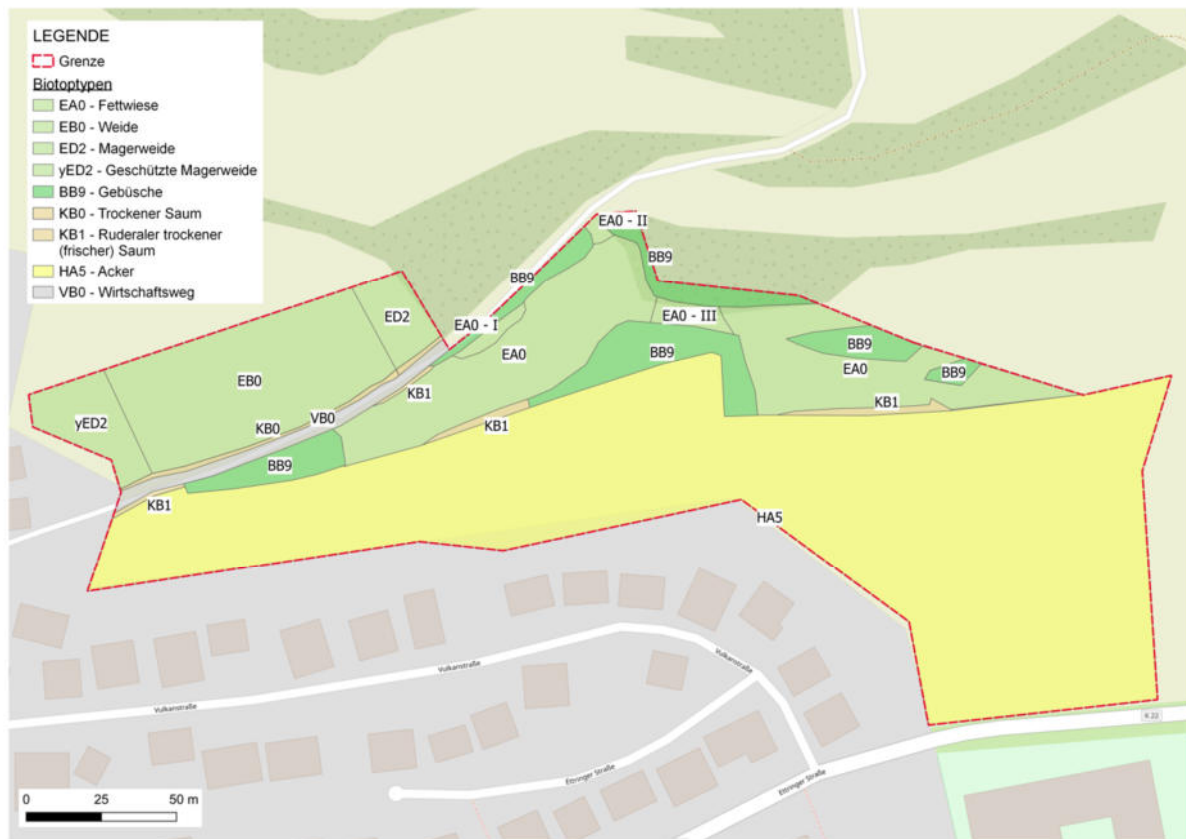 LEGENDE
Grenze
Biotoptypen
EA0 - Fettwiese
EB0 - Weide
ED2 - Magerweide
yED2 - Geschützte Magerweide
BB9 - Gebüsche
KB0 - Trockener Saum
KB1 - Ruderaler trockener
(frischer) Saum
HA5 - Acker
VB0 - Wirtschaftsweg
EA0 - II
BB9
BB9
ED2
EA0 - I
EA0 - III
BB9
EA0
BB9
EA0
BB9
EB0
KB1
KB1
yED2
VB0
KB0
KB1
BB9
KB1
HA5
Vulkanstraße
Vulkanstraße
Vulkanstraße
K 22
Ettringer Straße
Ettringer Straße
0 25 50 m